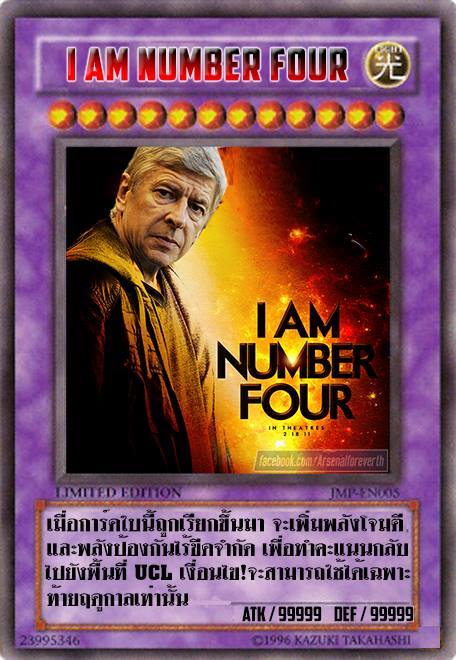 I AM NUMBER FOUR
LIGHT
光
I AM
NUMBER
FOUR
IN THEATRES
2 18 11
facebook.com/Arsenalforeverth
LIMITED EDITION JMP-EN005
เมื่อการ์ดใบนี้ถูกเรียกขึ้นมา จะเพิ่มพลังโจมตี
และพลังป้องกันไร้ขีดจำกัด เพื่อทำคะแนนกลับ
ไปยังพื้นที่ UCL เงื่อนไข!จะสามารถใช้ได้เฉพาะ
ท้ายฤดูกาลเท่านั้น
ATK / 99999 DEF / 99999
23995346 ©1996 KAZUKI TAKAHASHI